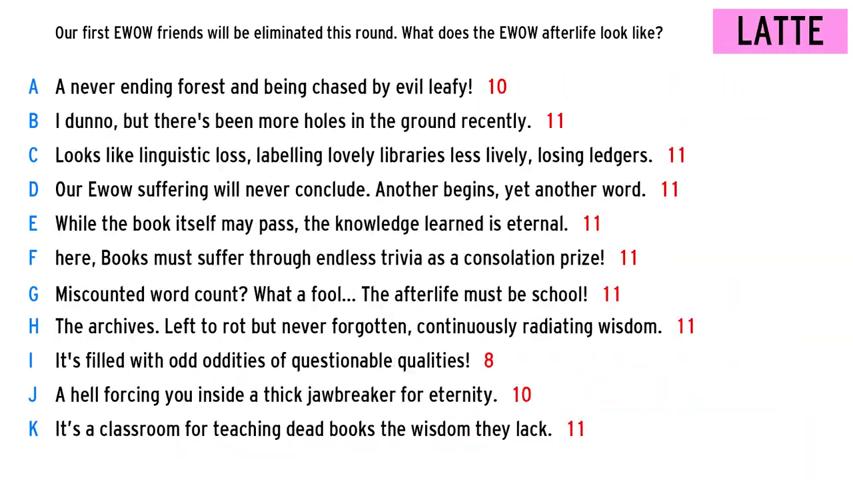 Our first EWOW friends will be eliminated this round. What does the EWOW afterlife look like?
LATTE
A A never ending forest and being chased by evil leafy! 10
B I dunno, but there's been more holes in the ground recently. 11
C Looks like linguistic loss, labelling lovely libraries less lively, losing ledgers. 11
D Our Ewow suffering will never conclude. Another begins, yet another word. 11
E While the book itself may pass, the knowledge learned is eternal. 11
F here, Books must suffer through endless trivia as a consolation prize! 11
G Miscounted word count? What a fool... The afterlife must be school! 11
H The archives. Left to rot but never forgotten, continuously radiating wisdom. 11
I It's filled with odd oddities of questionable qualities! 8
J A hell forcing you inside a thick jawbreaker for eternity. 10
K It's a classroom for teaching dead books the wisdom they lack. 11